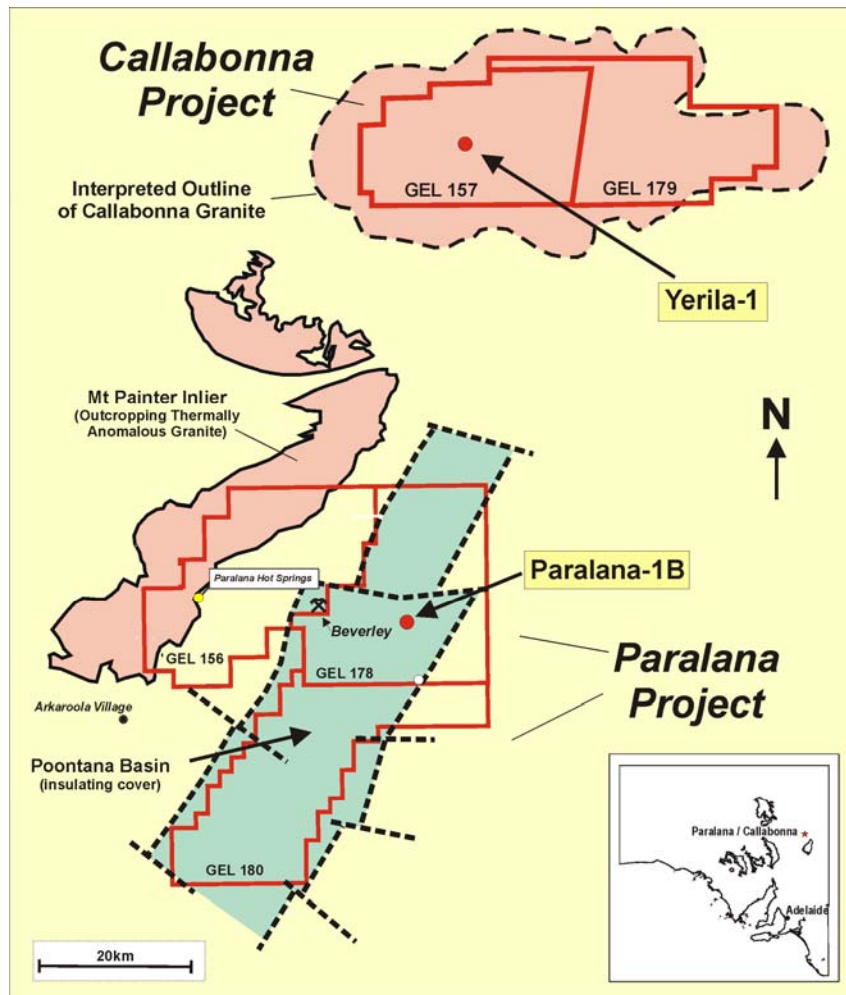 Callabonna
Project
GEL 157
GEL 179
Interpreted Outline
of Callabonna Granite
Yerila-1
Mt Painter Inlier
(Outcropping Thermally
Anomalous Granite)
N
Paralana Hot Springs
Paralana-1B
Beverley
GEL 156
GEL 178
Paralana
Project
Arkaroola Village
Poontana Basin
(insulating cover)
GEL 180
Paralana / Callabonna
Adelaide
20km